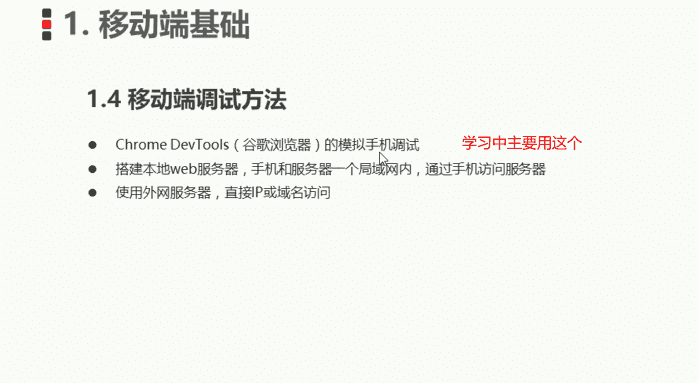 1. 移动端基础
1.4 移动端调试方法
● Chrome DevTools（谷歌浏览器）的模拟手机调试 学习中主要用这个
● 搭建本地web服务器，手机和服务器一个局域网内，通过手机访问服务器
● 使用外网服务器，直接IP或域名访问